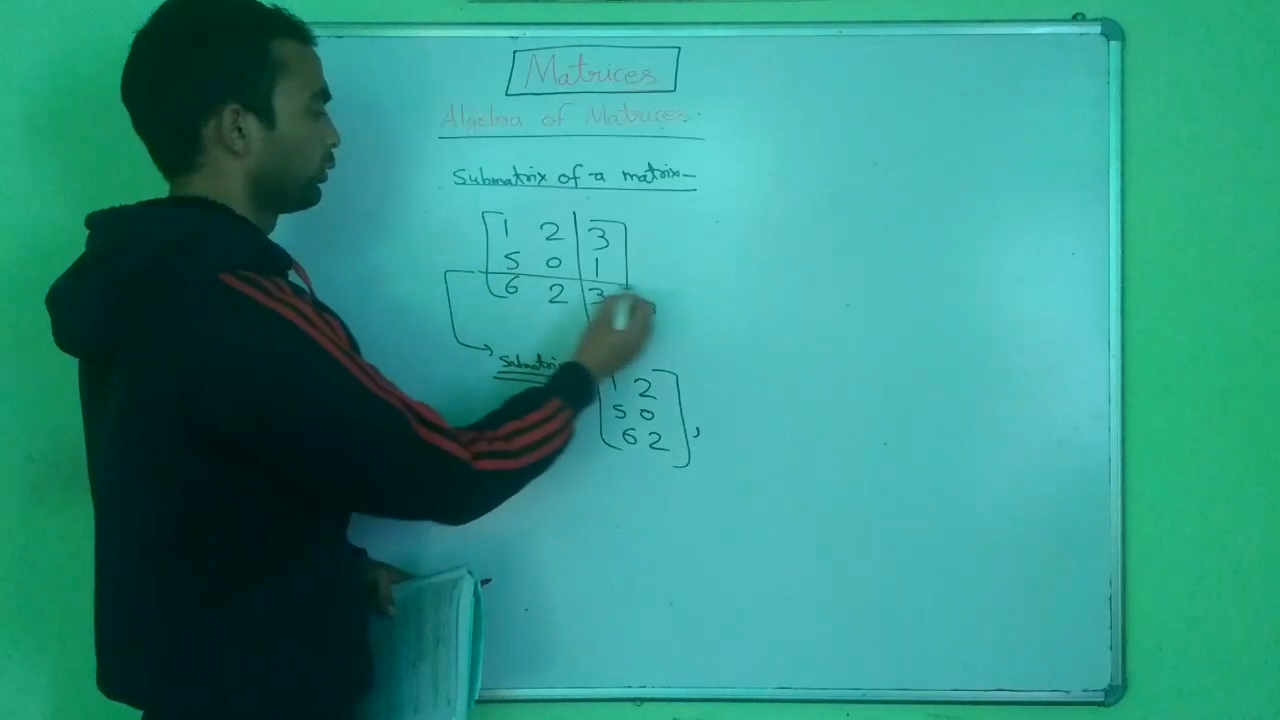 Matrices
Algebra of Matrices.
Submatrix of a matrix-
1 2 3
5 0 1
6 2 3
1 2
5 0
6 2 ,